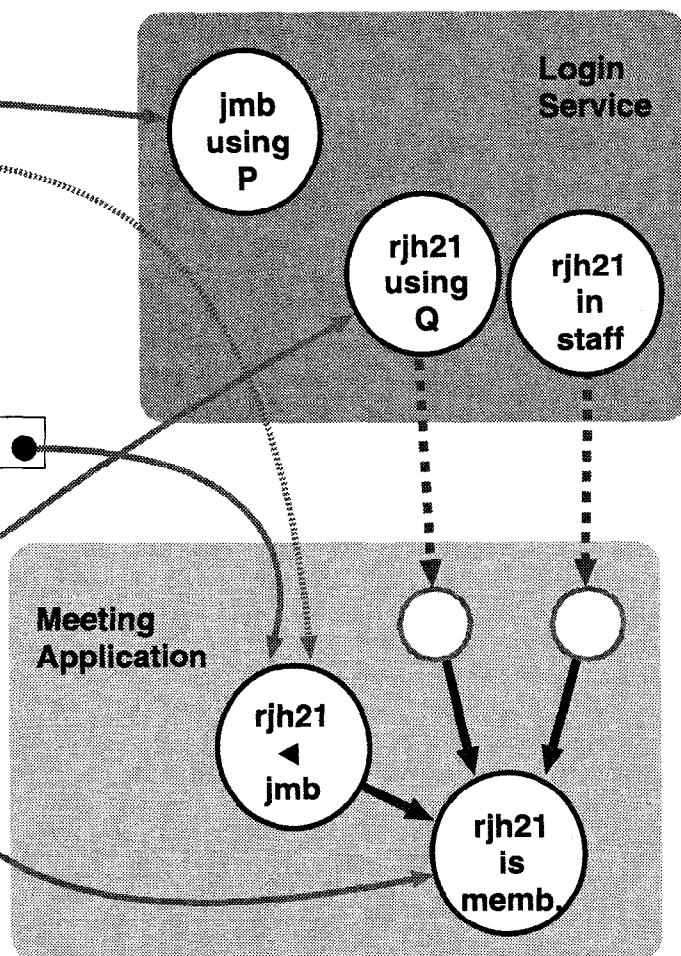 Login
Service
jmb
using
P
rjh21
using
Q
rjh21
in
staff
Meeting
Application
rjh21
◄
jmb
rjh21
is
memb.